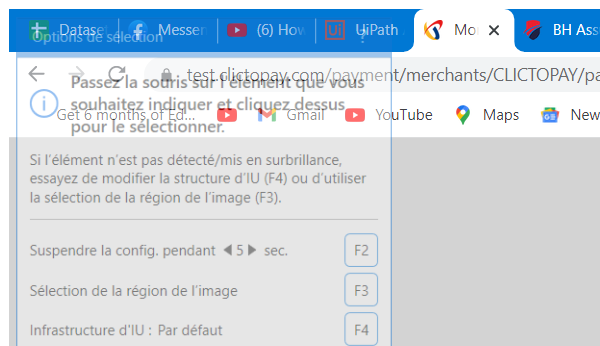 Dataset
Messen
(6) How
Ui
UiPath
Mo
BH Ass
Options de sélection
?
test.clictopay.com/payment/merchants/CLICTOPAY/pa
Passez la souris sur l'élément que vous
souhaitez indiquer et cliquez dessus
pour le sélectionner.
Get 6 months of Ed...
Gmail
YouTube
Maps
New
Si l'élément n'est pas détecté/mis en surbrillance,
essayez de modifier la structure d'IU (F4) ou d'utiliser
la sélection de la région de l'image (F3).
Suspendre la config. pendant 5 sec.
F2
Sélection de la région de l'image
F3
Infrastructure d'IU : Par défaut
F4